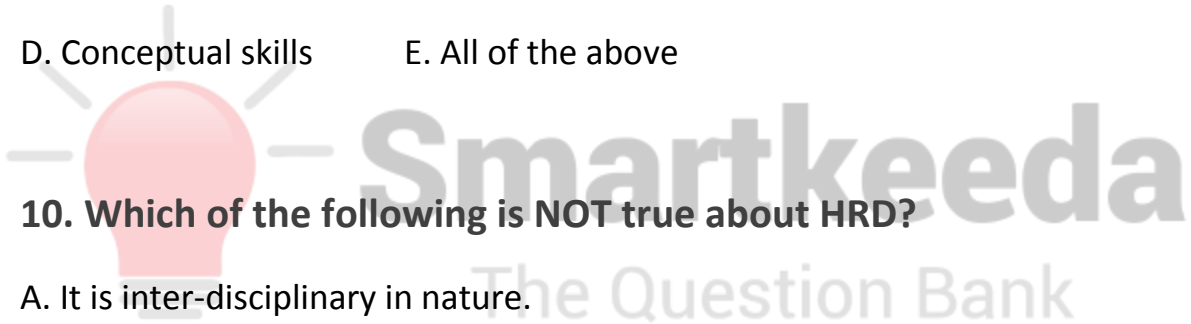 D. Conceptual skills E. All of the above
Smartkeeda
10. Which of the following is NOT true about HRD?
The Question Bank
A. It is inter-disciplinary in nature.